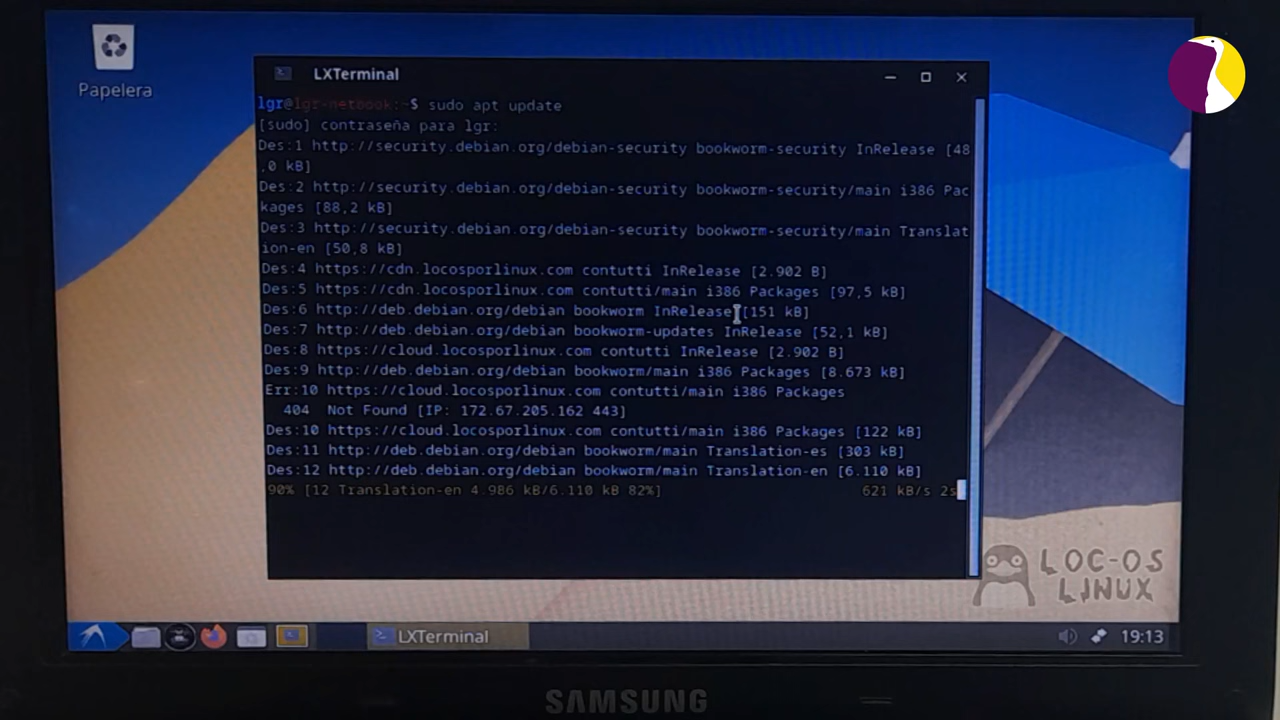 Papelera
LXTerminal
lgr@lgr-netbook:~$ sudo apt update
[sudo] contraseña para lgr:
Des:1 http://security.debian.org/debian-security bookworm-security InRelease [48
,0 kB]
Des:2 http://security.debian.org/debian-security bookworm-security/main i386 Pac
kages [88,2 kB]
Des:3 http://security.debian.org/debian-security bookworm-security/main Translat
ion-en [50,8 kB]
Des:4 https://cdn.locosporlinux.com contutti InRelease [2.902 B]
Des:5 https://cdn.locosporlinux.com contutti/main i386 Packages [97,5 kB]
Des:6 http://deb.debian.org/debian bookworm InRelease [151 kB]
Des:7 http://deb.debian.org/debian bookworm-updates InRelease [52,1 kB]
Des:8 https://cloud.locosporlinux.com contutti InRelease [2.902 B]
Des:9 http://deb.debian.org/debian bookworm/main i386 Packages [8.673 kB]
Err:10 https://cloud.locosporlinux.com contutti/main i386 Packages
404 Not Found [IP: 172.67.205.162 443]
Des:10 https://cloud.locosporlinux.com contutti/main i386 Packages [122 kB]
Des:11 http://deb.debian.org/debian bookworm/main Translation-es [303 kB]
Des:12 http://deb.debian.org/debian bookworm/main Translation-en [6.110 kB]
90% [12 Translation-en 4.986 kB/6.110 kB 82%] 621 kB/s 2s
LOC-OS
LINUX
LXTerminal
19:13
SAMSUNG